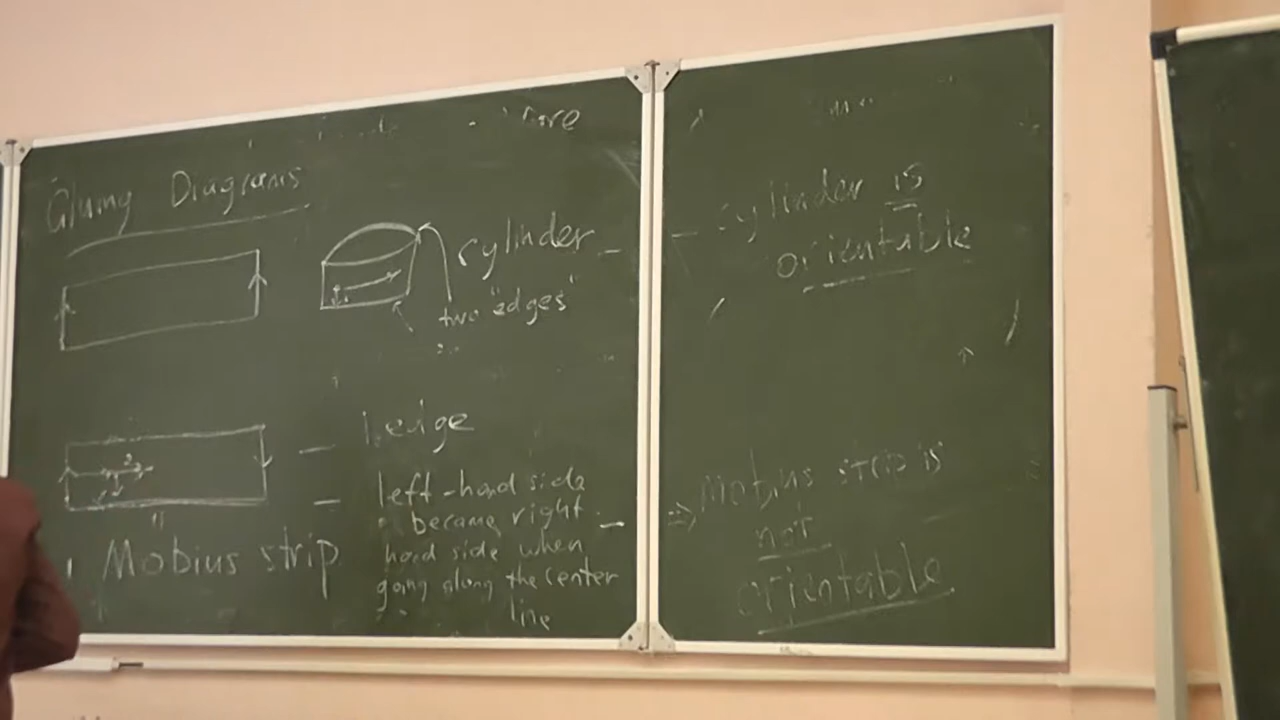 Gluing Diagrams
cylinder
two "edges"
cylinder is
orientable
1 edge
left-hand side
became right
hand side when
going along the center
line
Mobius strip
Mobius strip is
not
orientable